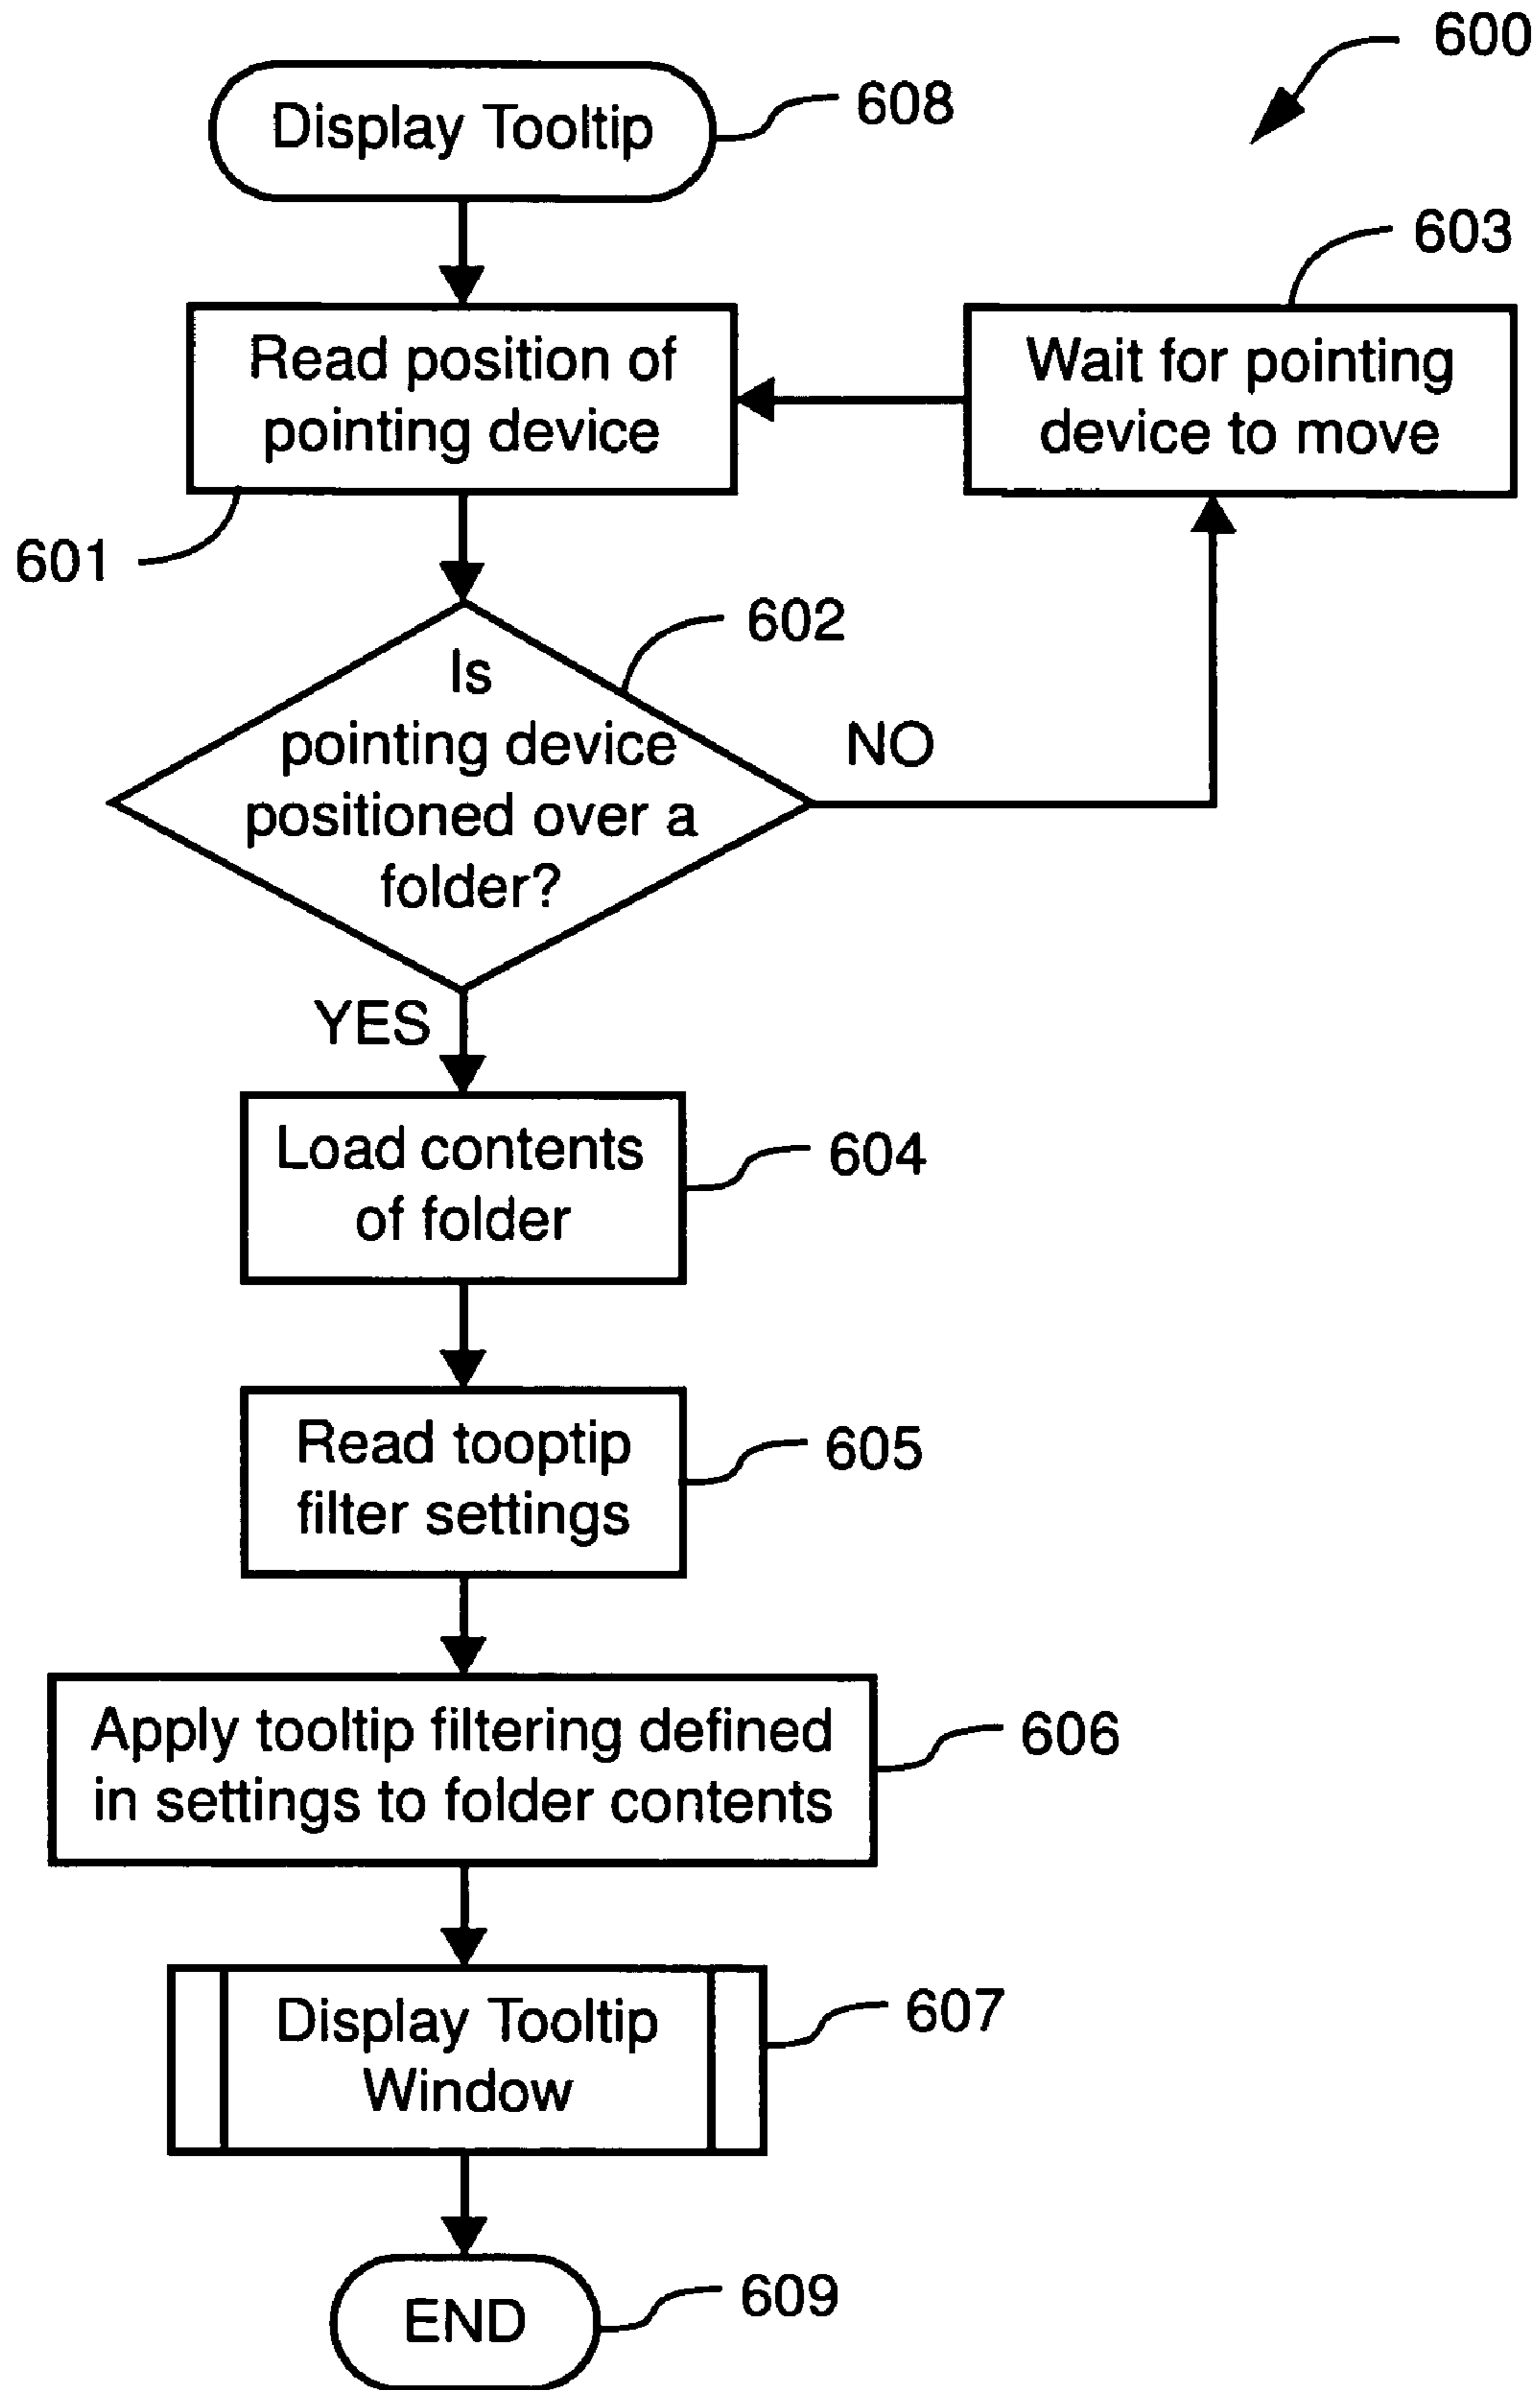 600
Display Tooltip
608
603
Read position of
pointing device
Wait for pointing
device to move
601
602
Is
pointing device
positioned over a
folder?
NO
YES
Load contents
of folder
604
Read tooptip
filter settings
605
Apply tooltip filtering defined
in settings to folder contents
606
Display Tooltip
Window
607
END
609